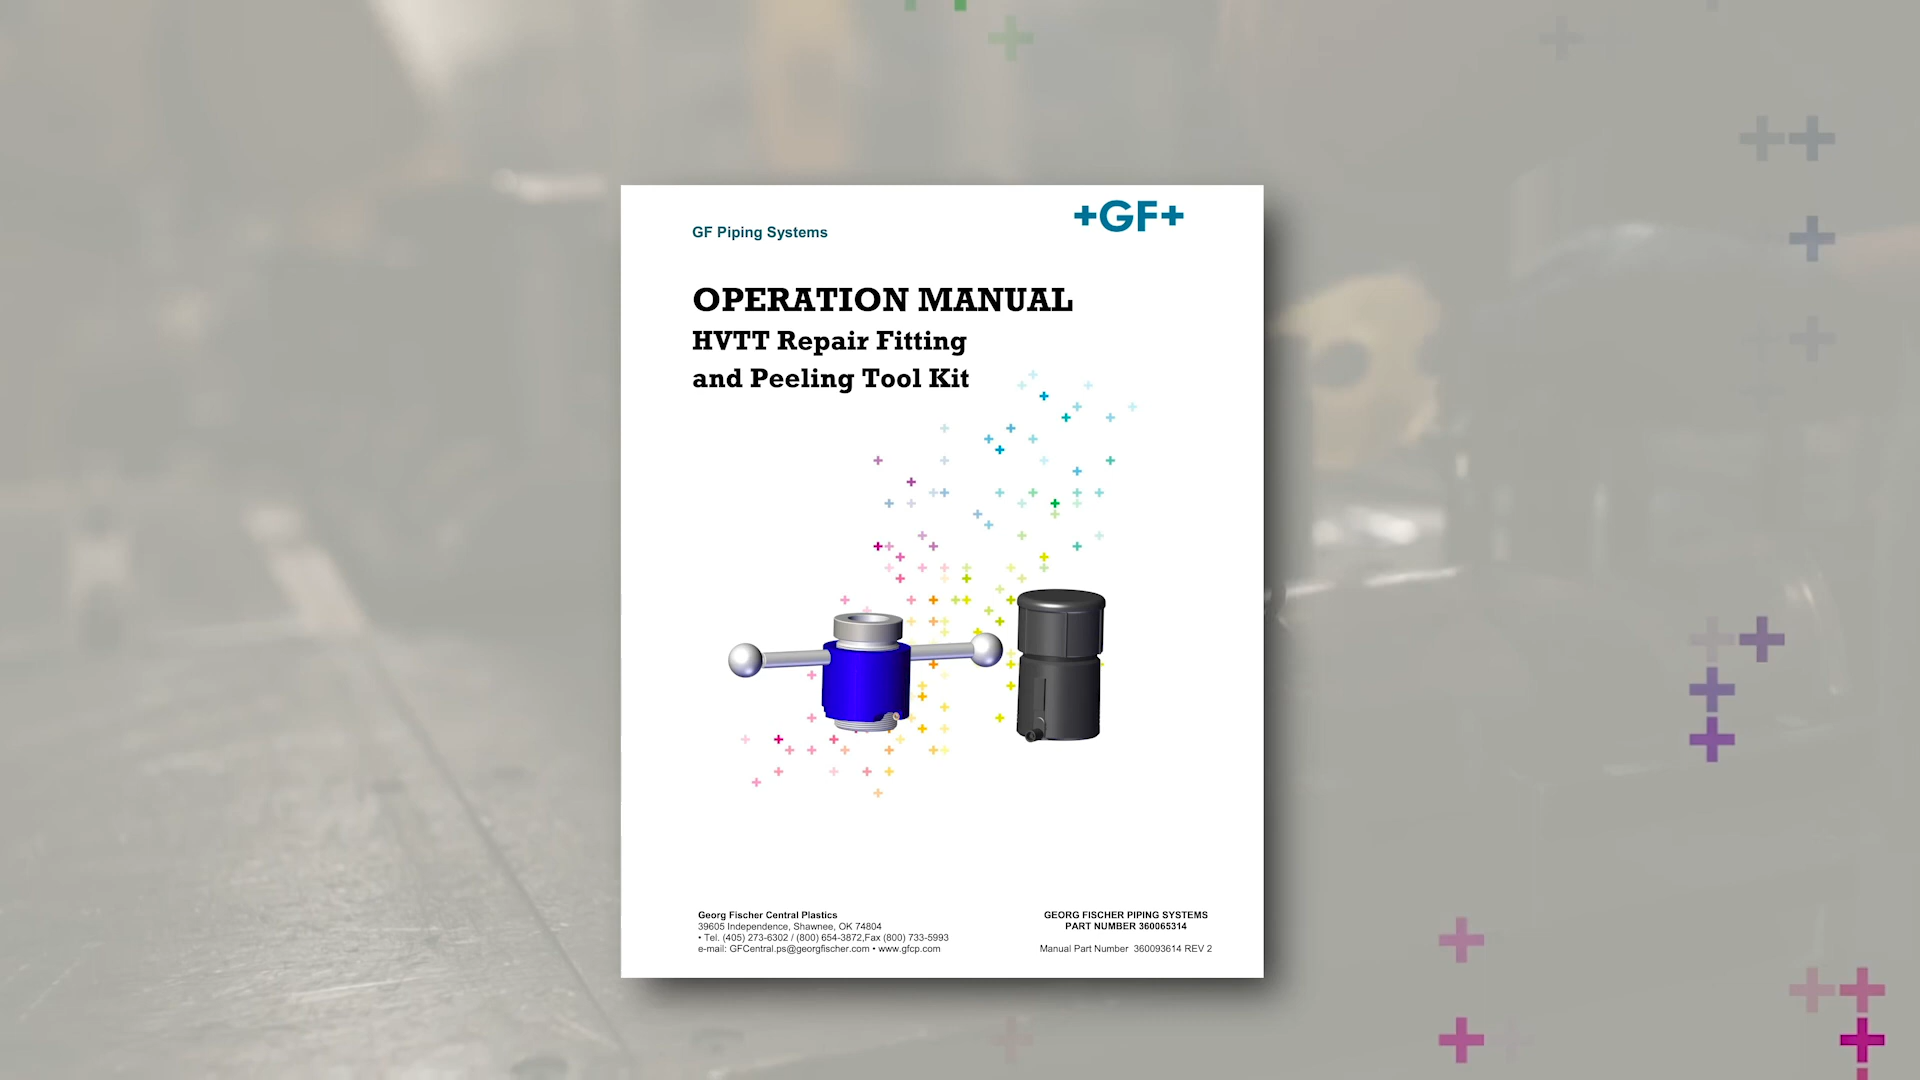 GF Piping Systems
+GF+
OPERATION MANUAL
HVTT Repair Fitting
and Peeling Tool Kit
Georg Fischer Central Plastics
39605 Independence, Shawnee, OK 74804
• Tel. (405) 273-6302 / (800) 654-3872,Fax (800) 733-5993
e-mail: GFCentral.ps@georgfischer.com • www.gfcp.com
GEORG FISCHER PIPING SYSTEMS
PART NUMBER 360065314
Manual Part Number 360093614 REV 2